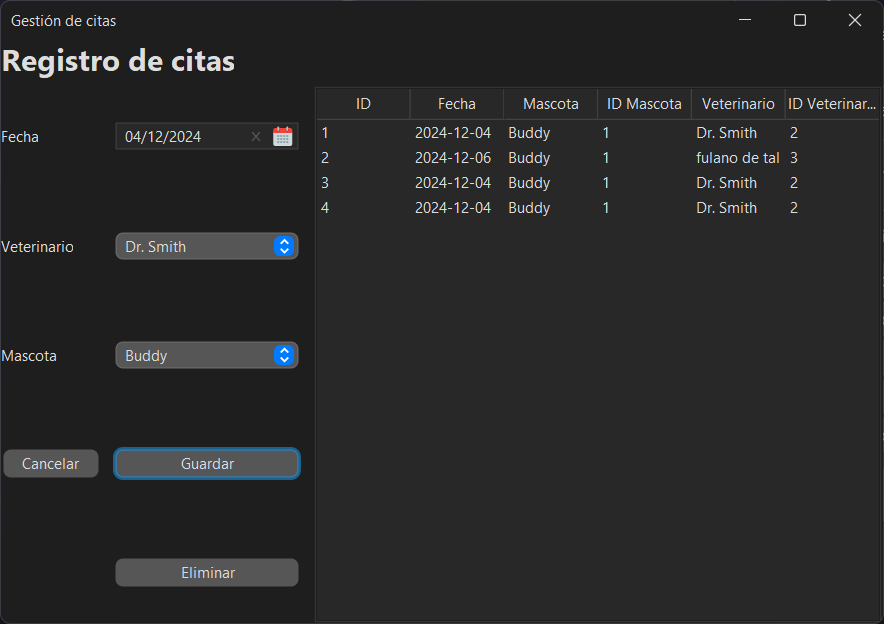 Gestión de citas
Registro de citas
Fecha 04/12/2024
Veterinario Dr. Smith
Mascota Buddy
Cancelar Guardar
Eliminar
ID Fecha Mascota ID Mascota Veterinario ID Veterinar...
1 2024-12-04 Buddy 1 Dr. Smith 2
2 2024-12-06 Buddy 1 fulano de tal 3
3 2024-12-04 Buddy 1 Dr. Smith 2
4 2024-12-04 Buddy 1 Dr. Smith 2